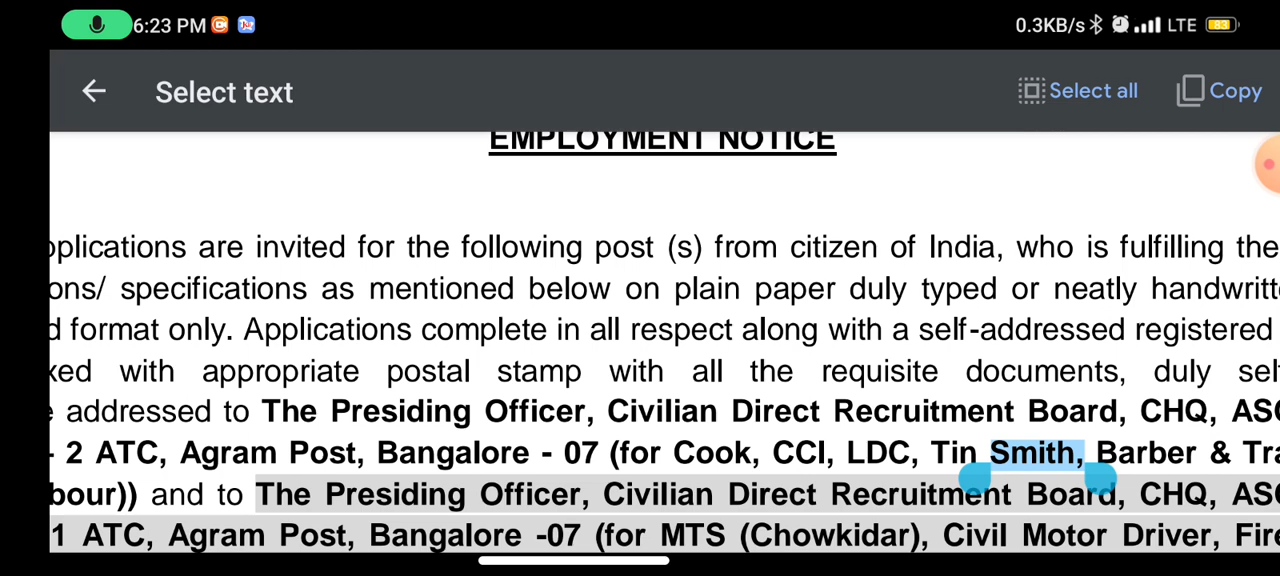 6:23 PM
0.3KB/s LTE 83
Select text
Select all
Copy
EMPLOYMENT NOTICE
pplications are invited for the following post (s) from citizen of India, who is fulfilling the
ons/ specifications as mentioned below on plain paper duly typed or neatly handwritt
d format only. Applications complete in all respect along with a self-addressed registered
xed with appropriate postal stamp with all the requisite documents, duly sel
e addressed to The Presiding Officer, Civilian Direct Recruitment Board, CHQ, ASC
- 2 ATC, Agram Post, Bangalore - 07 (for Cook, CCI, LDC, Tin Smith, Barber & Tra
bour)) and to The Presiding Officer, Civilian Direct Recruitment Board, CHQ, ASC
1 ATC, Agram Post, Bangalore -07 (for MTS (Chowkidar), Civil Motor Driver, Fire